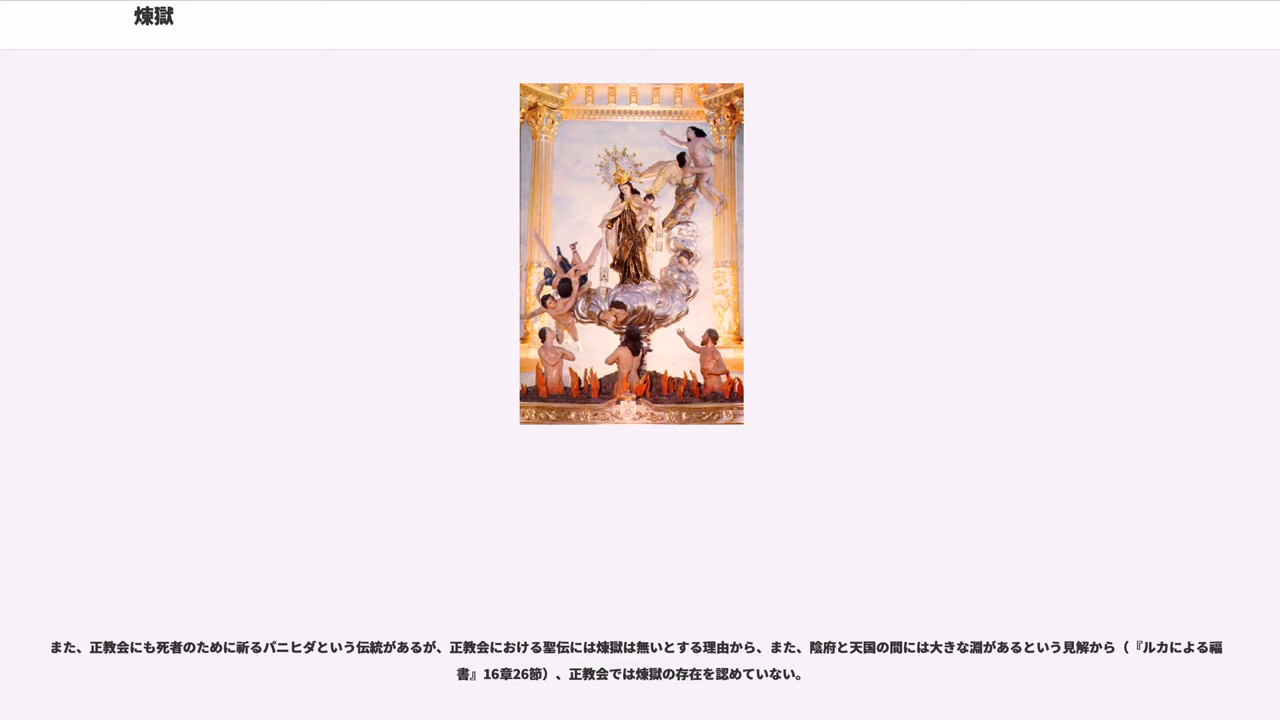 煉獄
また、正教会にも死者のために祈るパニヒダという伝統があるが、正教会における聖伝には煉獄は無いとする理由から、また、陰府と天国の間には大きな淵があるという見解から（『ルカによる福
書』16章26節）、正教会では煉獄の存在を認めていない。